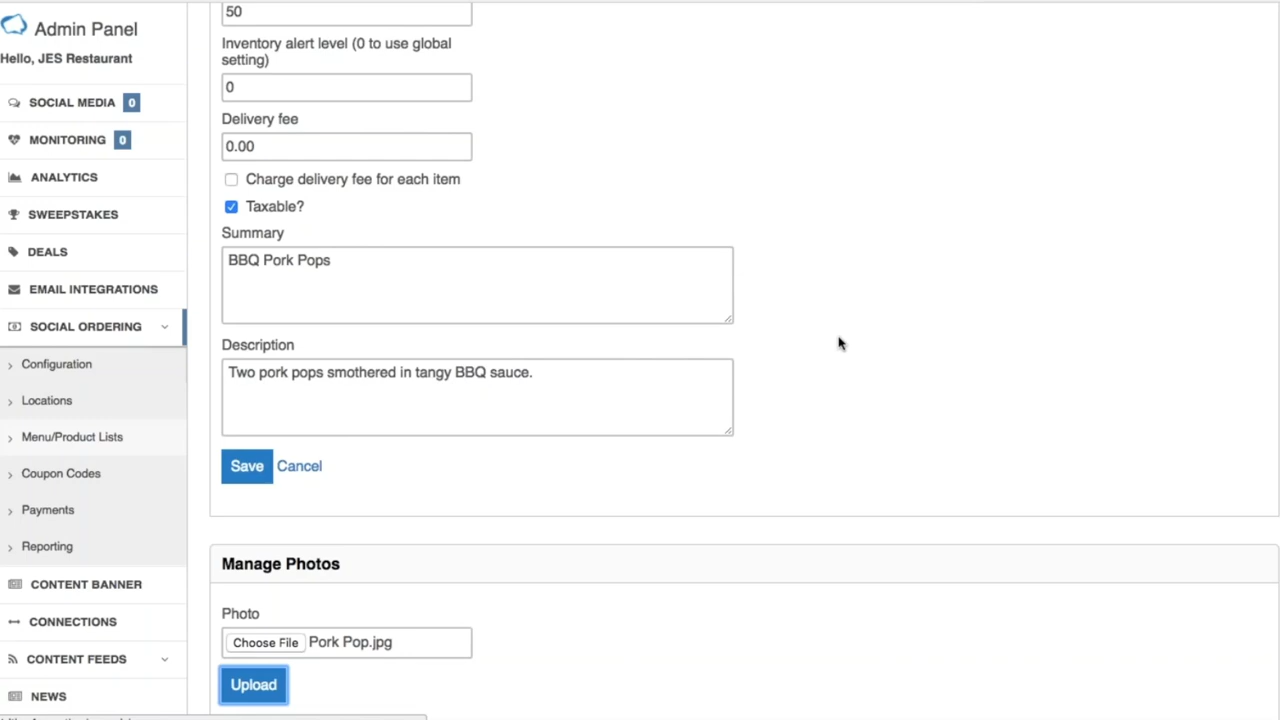 Admin Panel
Hello, JES Restaurant
SOCIAL MEDIA 0
MONITORING 0
ANALYTICS
SWEEPSTAKES
DEALS
EMAIL INTEGRATIONS
SOCIAL ORDERING
Configuration
Locations
Menu/Product Lists
Coupon Codes
Payments
Reporting
CONTENT BANNER
CONNECTIONS
CONTENT FEEDS
NEWS
50
Inventory alert level (0 to use global
setting)
0
Delivery fee
0.00
Charge delivery fee for each item
Taxable?
Summary
BBQ Pork Pops
Description
Two pork pops smothered in tangy BBQ sauce.
Save Cancel
Manage Photos
Photo
Choose File Pork Pop.jpg
Upload